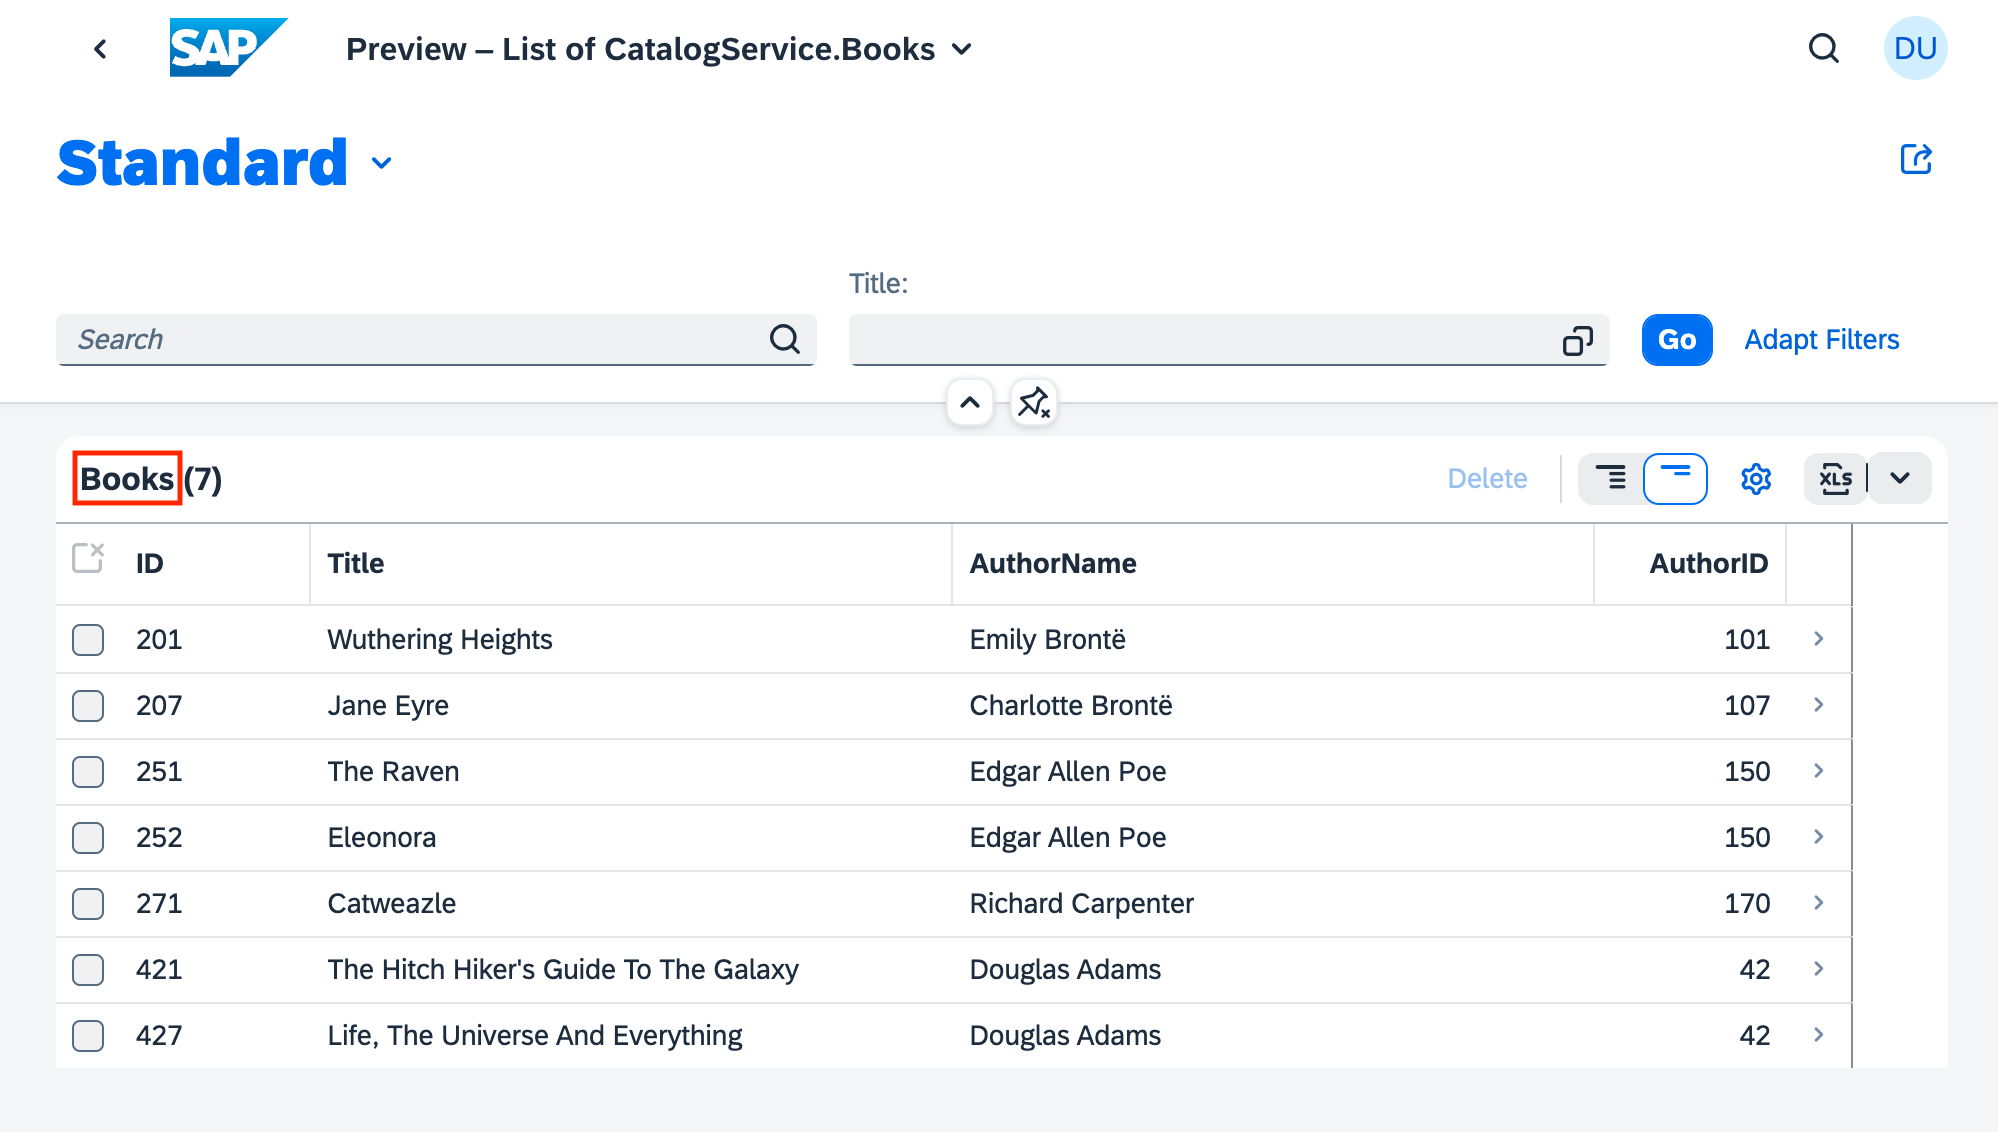 SAP Preview – List of CatalogService.Books DU
Standard
Title:
Search Go Adapt Filters
Books (7) Delete XLS
ID Title AuthorName AuthorID
201 Wuthering Heights Emily Brontë 101
207 Jane Eyre Charlotte Brontë 107
251 The Raven Edgar Allen Poe 150
252 Eleonora Edgar Allen Poe 150
271 Catweazle Richard Carpenter 170
421 The Hitch Hiker's Guide To The Galaxy Douglas Adams 42
427 Life, The Universe And Everything Douglas Adams 42